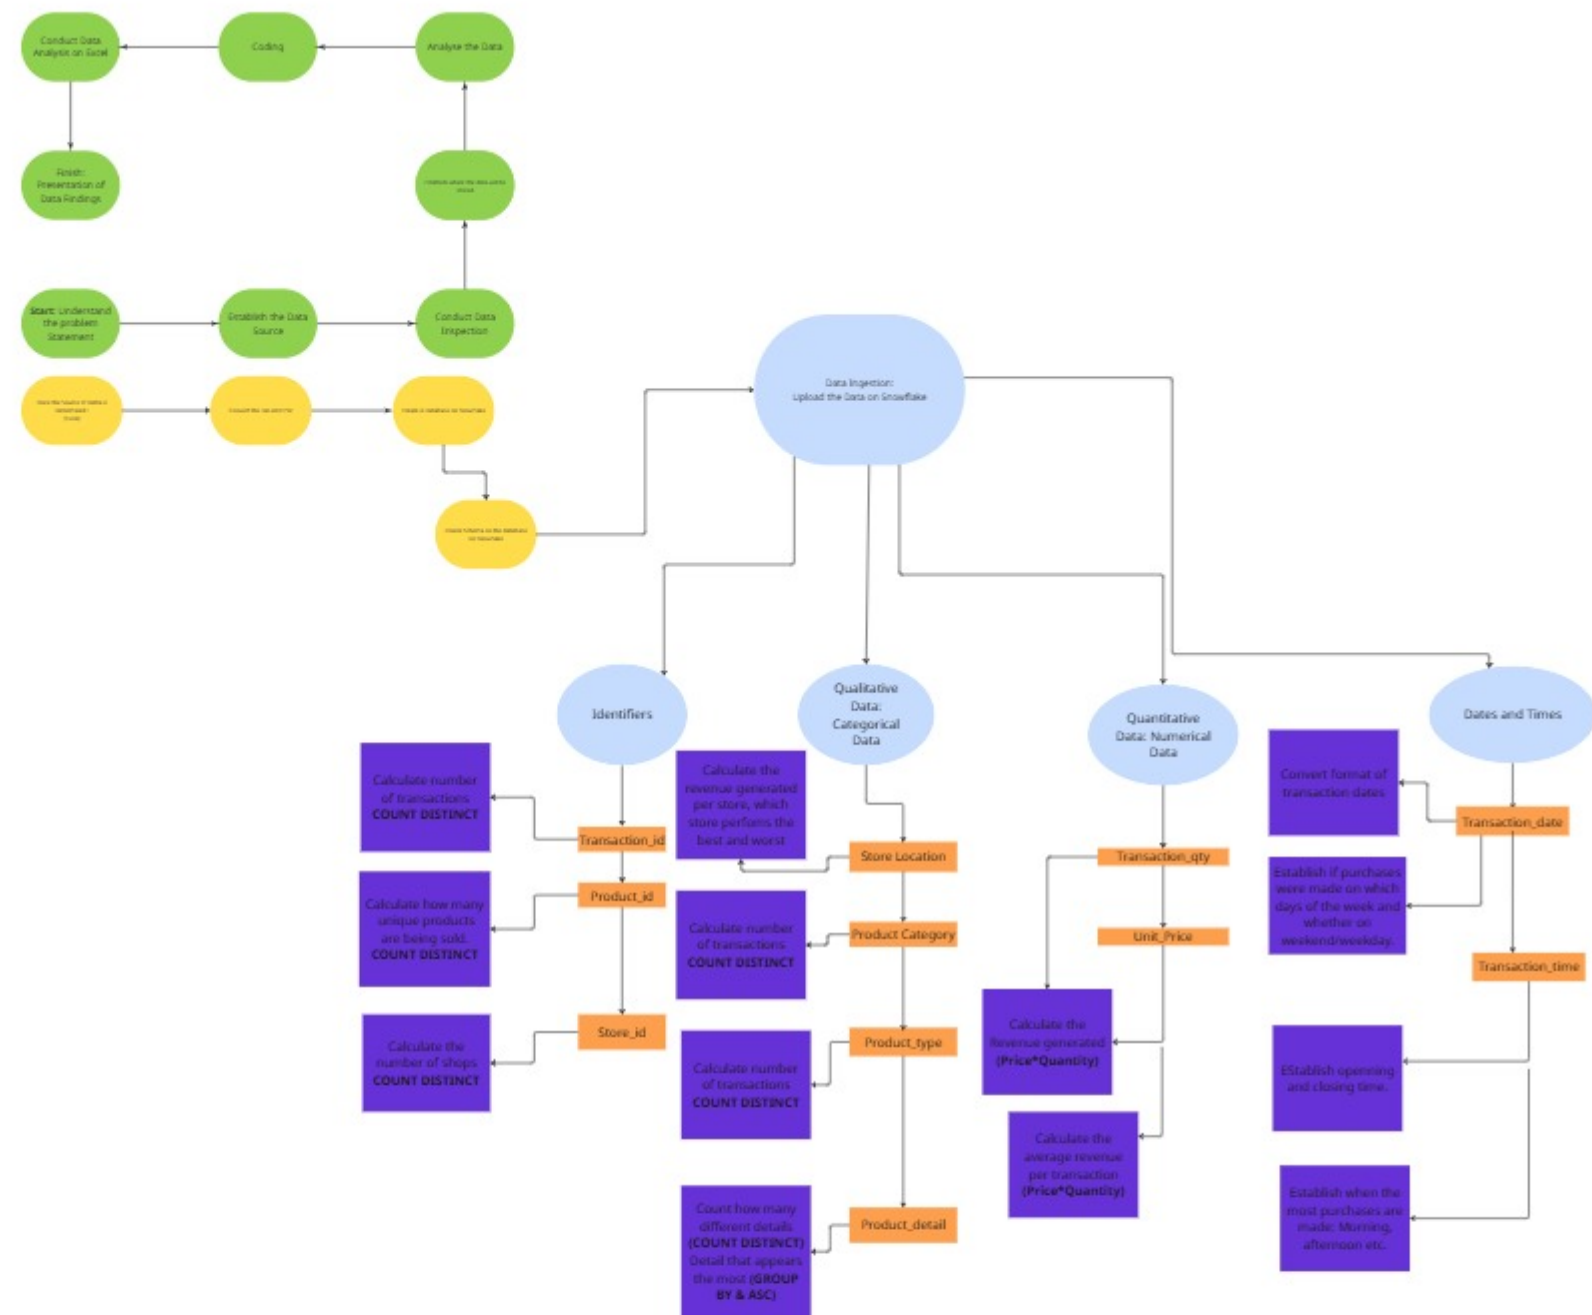 Conduct Data
Analysis on Excel
Coding
Analyse the Data
Finish:
Presentation of
Data Findings
Start: Understand
the problem
Statement
Establish the Data
Source
Conduct Data
Inspection
Data Ingestion:
Upload the Data on Snowflake
Identifiers
Qualitative
Data:
Categorical
Data
Quantitative
Data: Numerical
Data
Dates and Times
Calculate number
of transactions
COUNT DISTINCT
Transaction_id
Calculate how many
unique products
are being sold.
COUNT DISTINCT
Product_id
Calculate the
number of shops
COUNT DISTINCT
Store_id
Calculate the
revenue generated
per store, which
store perfoms the
best and worst
Store Location
Calculate number
of transactions
COUNT DISTINCT
Product Category
Calculate number
of transactions
COUNT DISTINCT
Product_type
Count how many
different details
(COUNT DISTINCT)
Detail that appears
the most (GROUP
BY & ASC)
Product_detail
Transaction_qty
Unit_Price
Calculate the
Revenue generated
(Price*Quantity)
Calculate the
average revenue
per transaction
(Price*Quantity)
Convert format of
transaction dates
Transaction_date
Establish if purchases
were made on which
days of the week and
whether on
weekend/weekday.
Transaction_time
EStablish openning
and closing time.
Establish when the
most purchases are
made: Morning,
afternoon etc.